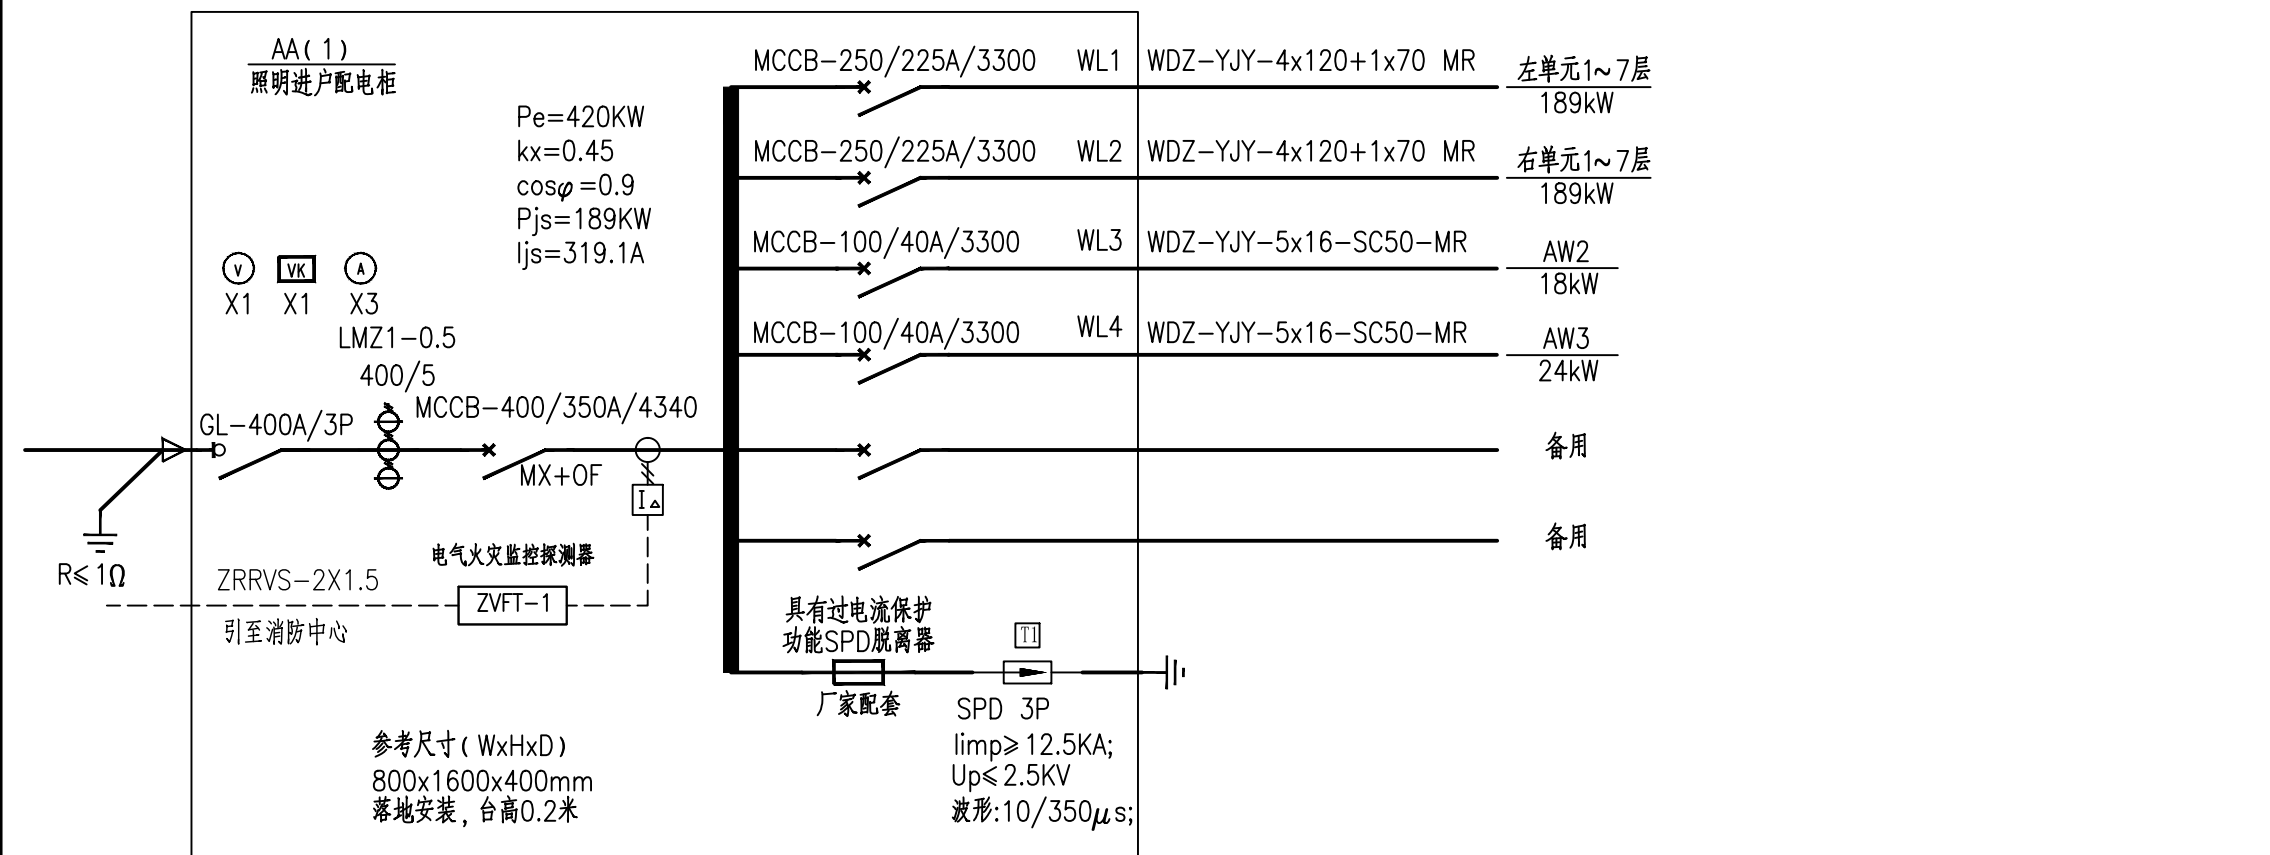 AA(1)
照明进户配电柜
Pe=420KW
kx=0.45
cosφ=0.9
Pjs=189KW
Ijs=319.1A
V
VK
A
X1
X1
X3
LMZ1-0.5
400/5
GL-400A/3P
MCCB-400/350A/4340
MX+OF
I△
R≤1Ω
ZRRVS-2X1.5
引至消防中心
电气火灾监控探测器
ZVFT-1
MCCB-250/225A/3300 WL1 WDZ-YJY-4x120+1x70 MR
左单元1~7层
189kW
MCCB-250/225A/3300 WL2 WDZ-YJY-4x120+1x70 MR
右单元1~7层
189kW
MCCB-100/40A/3300 WL3 WDZ-YJY-5x16-SC50-MR
AW2
18kW
MCCB-100/40A/3300 WL4 WDZ-YJY-5x16-SC50-MR
AW3
24kW
备用
备用
具有过电流保护
功能SPD脱离器
厂家配套
T1
SPD 3P
Iimp≥12.5KA;
Up≤2.5KV
波形:10/350μs;
参考尺寸(WxHxD)
800x1600x400mm
落地安装,台高0.2米